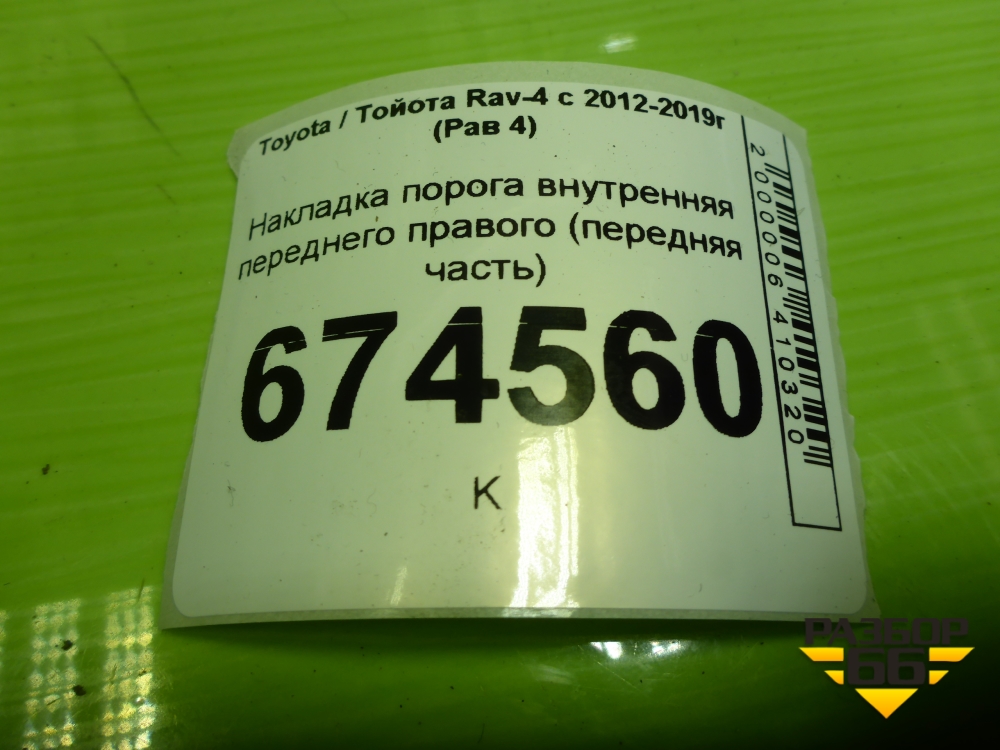 Toyota / Тойота Rav-4 с 2012-2019г
(Рав 4)
Накладка порога внутренняя
переднего правого (передняя
часть)
674560
К
2000006410320
РАЗБОР
66